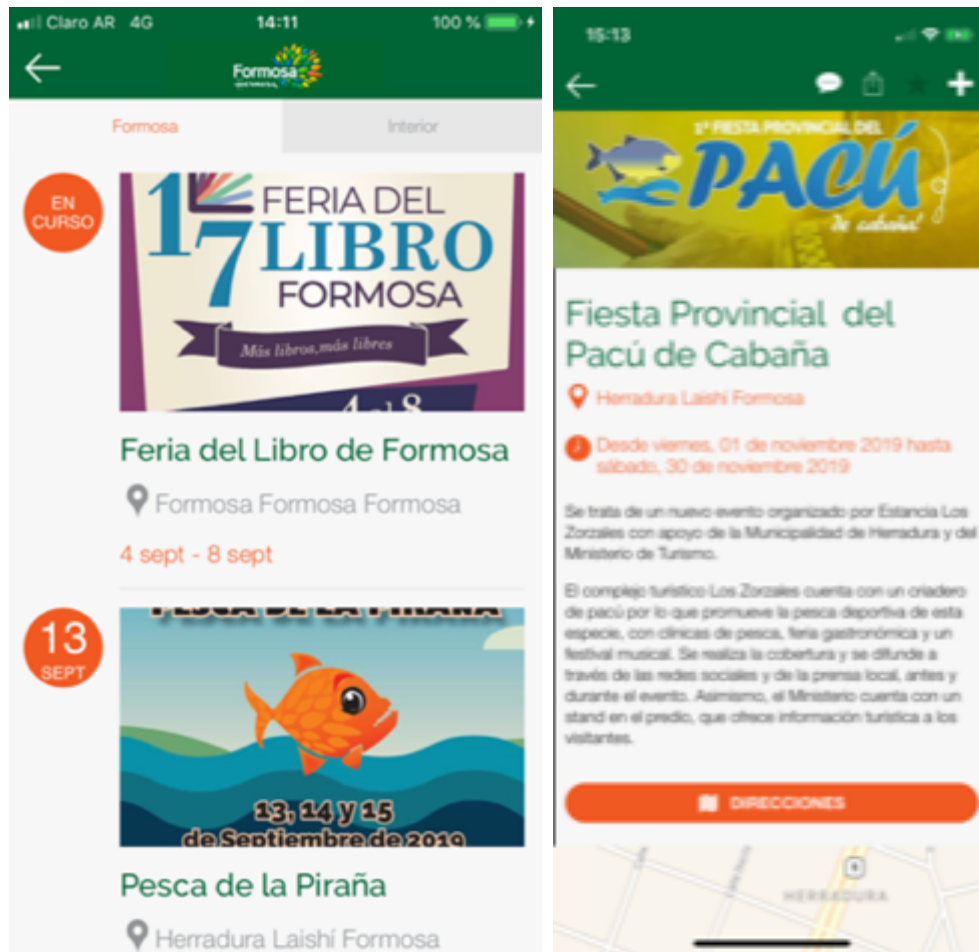 Claro AR 4G
14:11
100 %
Formosa
Formosa
Interior
EN
CURSO
17
FERIA DEL
LIBRO
FORMOSA
Más libros, más libres
4 al 8
Feria del Libro de Formosa
Formosa Formosa Formosa
4 sept - 8 sept
13
SEPT
PESCA DE LA PIRAÑA
13, 14 y 15
de Septiembre de 2019
Pesca de la Piraña
Herradura Laishí Formosa
15:13
1ª FIESTA PROVINCIAL DEL
PACÚ
de cabaña!
Fiesta Provincial del
Pacú de Cabaña
Herradura Laishí Formosa
Desde viernes, 01 de noviembre 2019 hasta
sábado, 30 de noviembre 2019
Se trata de un nuevo evento organizado por Estancia Los
Zorzales con apoyo de la Municipalidad de Herradura y del
Ministerio de Turismo.
El complejo turístico Los Zorzales cuenta con un criadero
de pacú por lo que promueve la pesca deportiva de esta
especie, con clínicas de pesca, feria gastronómica y un
festival musical. Se realiza la cobertura y se difunde a
través de las redes sociales y de la prensa local, antes y
durante el evento. Asimismo, el Ministerio cuenta con un
stand en el predio, que ofrece información turística a los
visitantes.
DIRECCIONES
HERRADURA